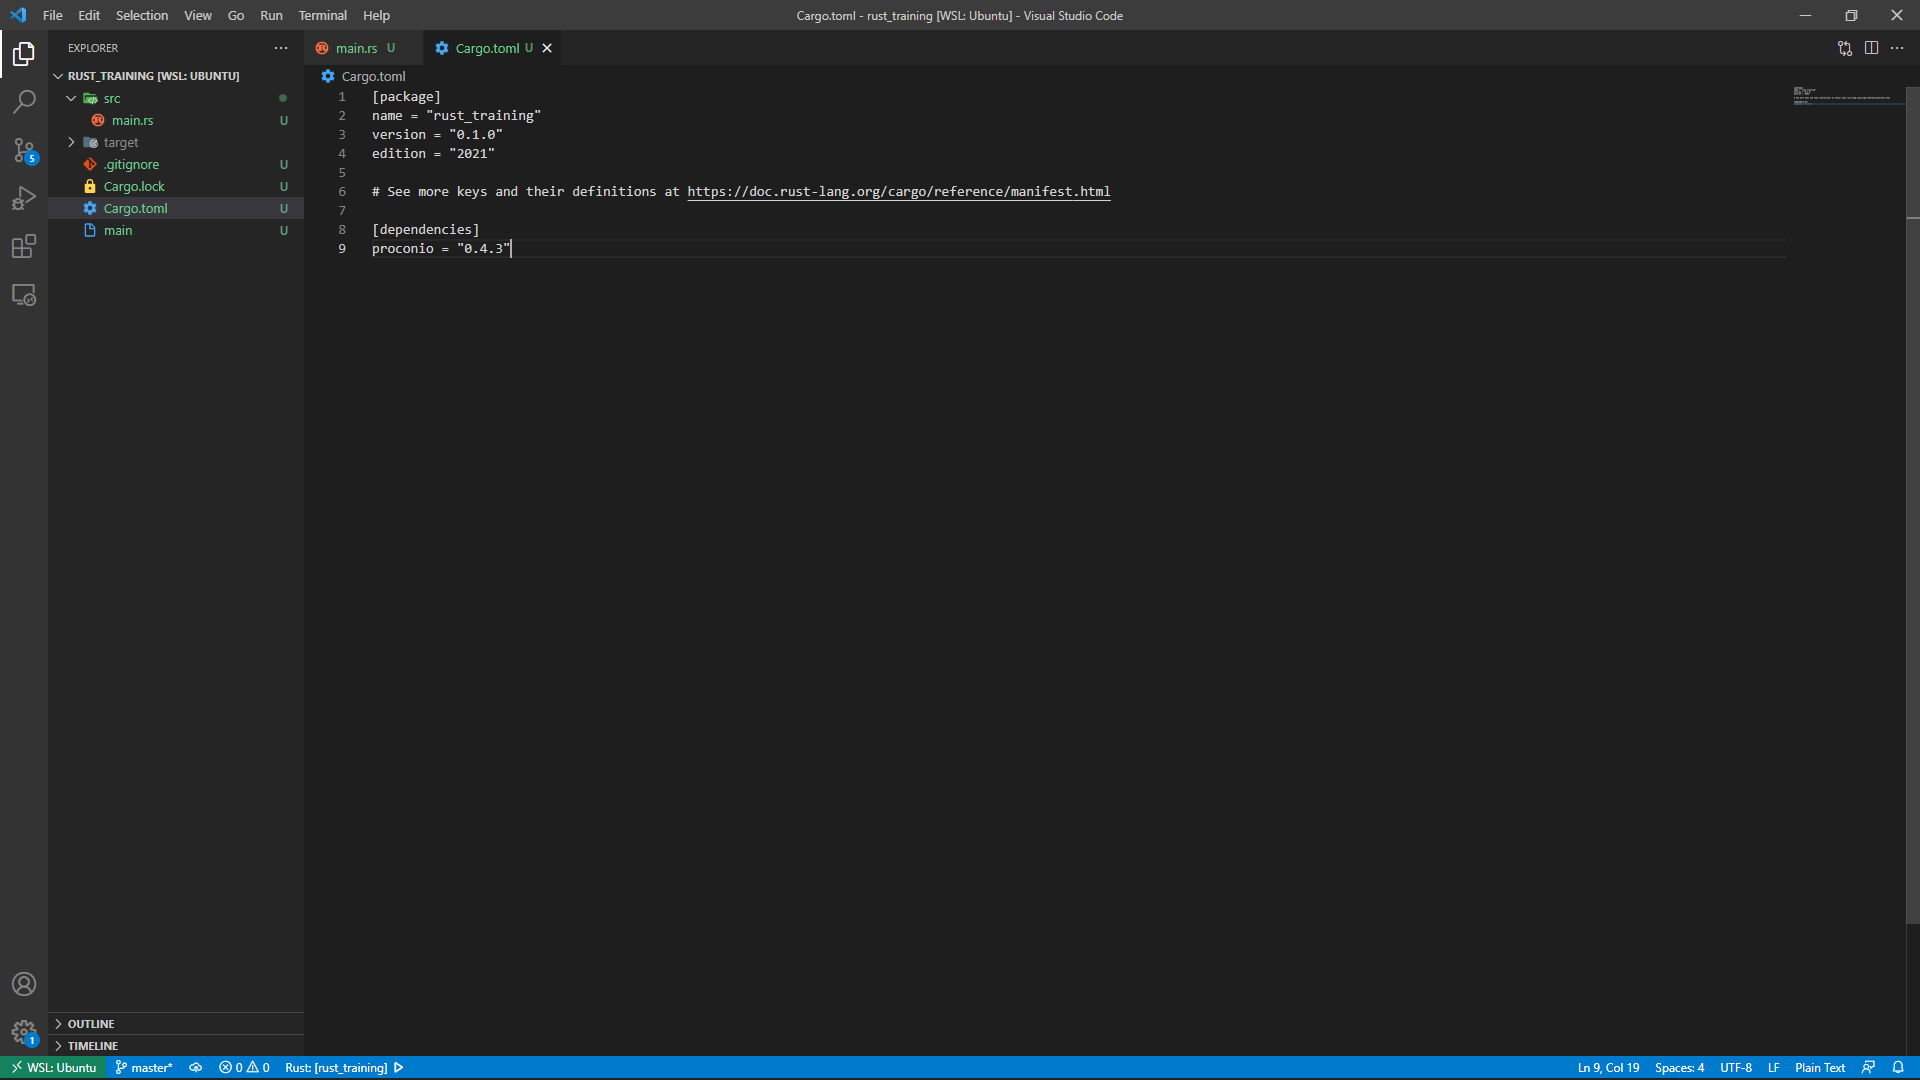 File Edit Selection View Go Run Terminal Help
Cargo.toml - rust_training [WSL: Ubuntu] - Visual Studio Code
EXPLORER
RUST_TRAINING [WSL: UBUNTU]
src
main.rs U
target
.gitignore U
Cargo.lock U
Cargo.toml U
main U
5
1
OUTLINE
TIMELINE
main.rs U
Cargo.toml U
Cargo.toml
1 [package]
2 name = "rust_training"
3 version = "0.1.0"
4 edition = "2021"
5
6 # See more keys and their definitions at https://doc.rust-lang.org/cargo/reference/manifest.html
7
8 [dependencies]
9 proconio = "0.4.3"
WSL: Ubuntu master* 0 0 Rust: [rust_training]
Ln 9, Col 19 Spaces: 4 UTF-8 LF Plain Text